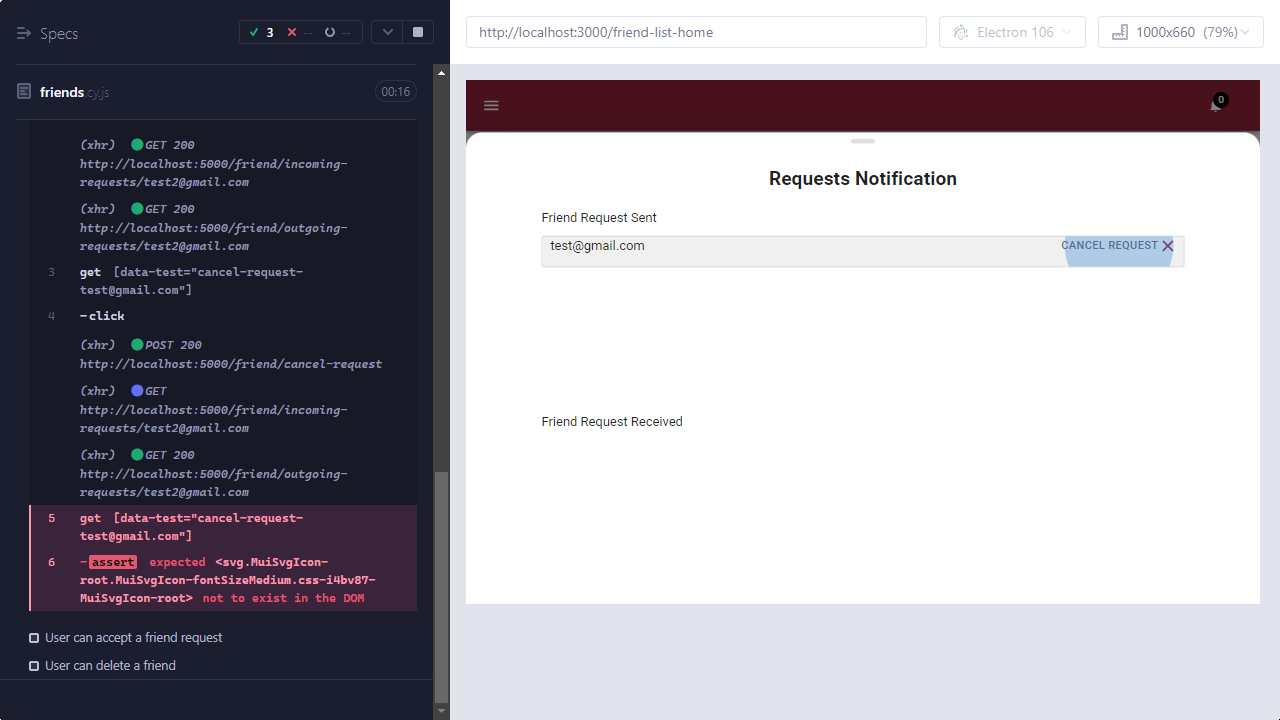 Specs
3
--
--
friends.cy.js
00:16
(xhr) GET 200
http://localhost:5000/friend/incoming-
requests/test2@gmail.com
(xhr) GET 200
http://localhost:5000/friend/outgoing-
requests/test2@gmail.com
3 get [data-test="cancel-request-
test@gmail.com"]
4 -click
(xhr) POST 200
http://localhost:5000/friend/cancel-request
(xhr) GET
http://localhost:5000/friend/incoming-
requests/test2@gmail.com
(xhr) GET 200
http://localhost:5000/friend/outgoing-
requests/test2@gmail.com
5 get [data-test="cancel-request-
test@gmail.com"]
6 -assert expected <svg.MuiSvgIcon-
root.MuiSvgIcon-fontSizeMedium.css-i4bv87-
MuiSvgIcon-root> not to exist in the DOM
User can accept a friend request
User can delete a friend
http://localhost:3000/friend-list-home
Electron 106
1000x660 (79%)
0
Requests Notification
Friend Request Sent
test@gmail.com
CANCEL REQUEST
Friend Request Received